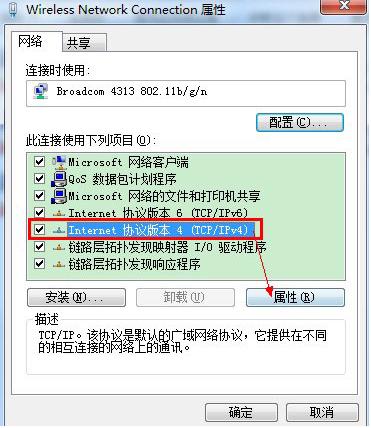 Wireless Network Connection 属性
网络
共享
连接时使用:
Broadcom 4313 802.11b/g/n
配置(C)...
此连接使用下列项目(O):
Microsoft 网络客户端
QoS 数据包计划程序
Microsoft 网络的文件和打印机共享
Internet 协议版本 6 (TCP/IPv6)
Internet 协议版本 4 (TCP/IPv4)
链路层拓扑发现映射器 I/O 驱动程序
链路层拓扑发现响应程序
安装(N)...
卸载(U)
属性(R)
描述
TCP/IP。该协议是默认的广域网络协议，它提供在不同
的相互连接的网络上的通讯。
确定
取消